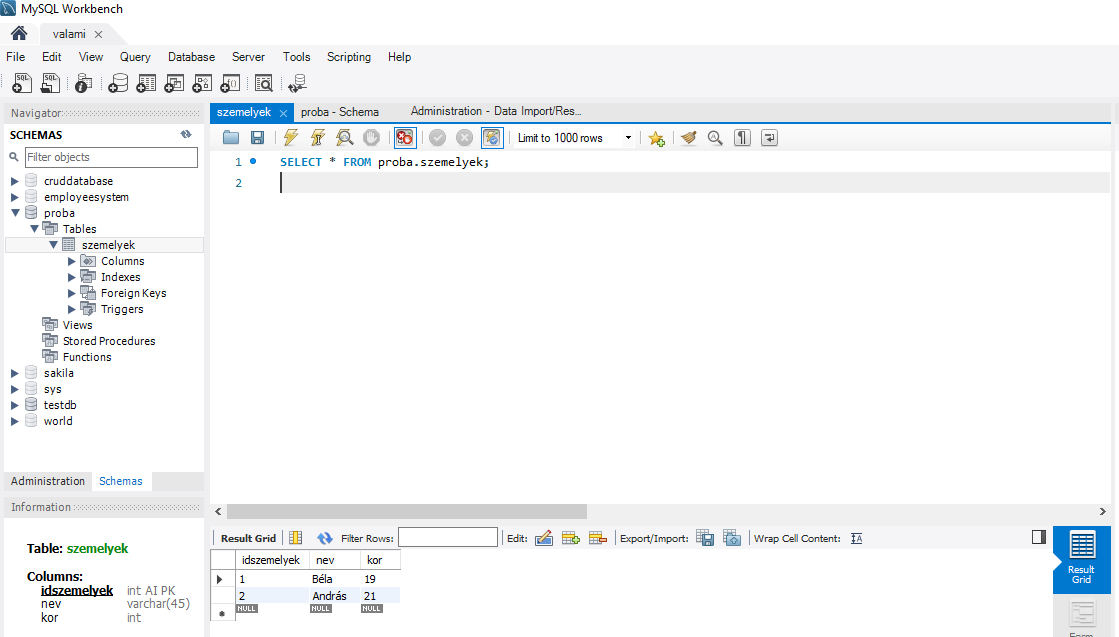 MySQL Workbench
valami
File Edit View Query Database Server Tools Scripting Help
Navigator
SCHEMAS
Filter objects
cruddatabase
employeesystem
proba
Tables
szemelyek
Columns
Indexes
Foreign Keys
Triggers
Views
Stored Procedures
Functions
sakila
sys
testdb
world
Administration Schemas
Information
Table: szemelyek
Columns:
idszemelyek int AI PK
nev varchar(45)
kor int
szemelyek proba - Schema Administration - Data Import/Res...
Limit to 1000 rows
1 SELECT * FROM proba.szemelyek;
2
Result Grid Filter Rows: Edit: Export/Import: Wrap Cell Content:
idszemelyek nev kor
1 Béla 19
2 András 21
NULL NULL NULL
Result
Grid